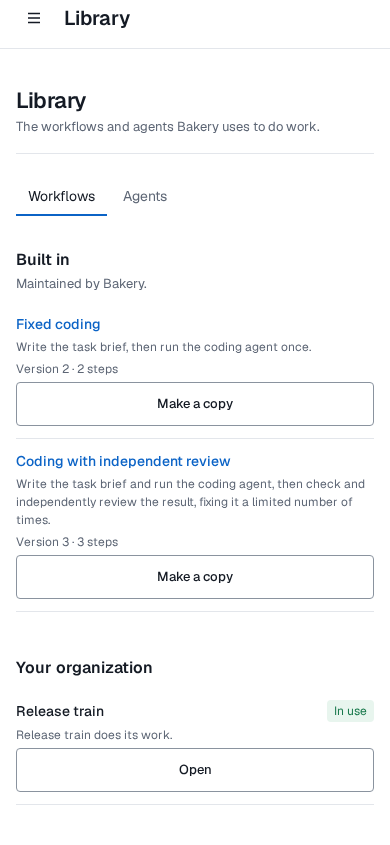 Library
Library
The workflows and agents Bakery uses to do work.
Workflows
Agents
Built in
Maintained by Bakery.
Fixed coding
Write the task brief, then run the coding agent once.
Version 2 · 2 steps
Make a copy
Coding with independent review
Write the task brief and run the coding agent, then check and
independently review the result, fixing it a limited number of
times.
Version 3 · 3 steps
Make a copy
Your organization
Release train
In use
Release train does its work.
Open